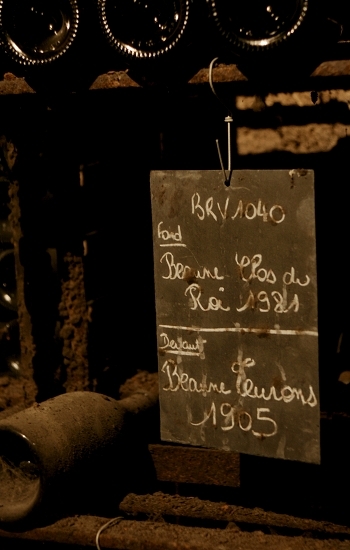 BRV 1040
Fond
Beaune Clos du
Roi 1981
Devant
Beaune Teurons
1905